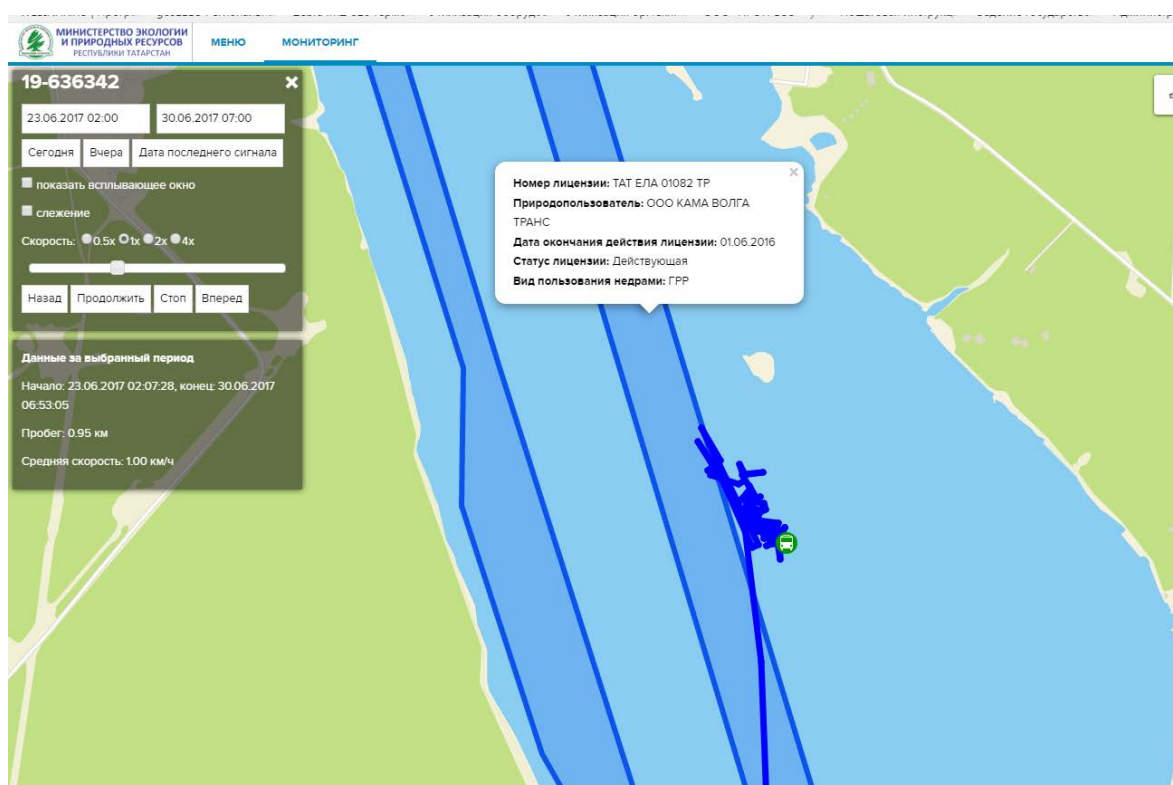 МИНИСТЕРСТВО ЭКОЛОГИИ
И ПРИРОДНЫХ РЕСУРСОВ
РЕСПУБЛИКИ ТАТАРСТАН
МЕНЮ
МОНИТОРИНГ
19-636342
23.06.2017 02:00
30.06.2017 07:00
Сегодня
Вчера
Дата последнего сигнала
показать всплывающее окно
слежение
Скорость: 0.5x 1x 2x 4x
Назад
Продолжить
Стоп
Вперед
Данные за выбранный период
Начало: 23.06.2017 02:07:28, конец: 30.06.2017
06:53:05
Пробег: 0.95 км
Средняя скорость: 1.00 км/ч
Номер лицензии: ТАТ ЕЛА 01082 ТР
Природопользователь: ООО КАМА ВОЛГА
ТРАНС
Дата окончания действия лицензии: 01.06.2016
Статус лицензии: Действующая
Вид пользования недрами: ГРР